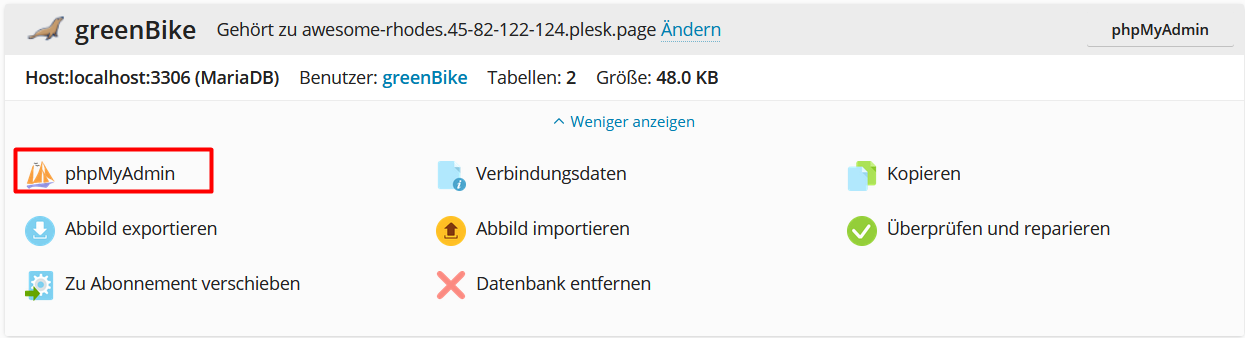 greenBike Gehört zu awesome-rhodes.45-82-122-124.plesk.page Ändern phpMyAdmin
Host:localhost:3306 (MariaDB) Benutzer: greenBike Tabellen: 2 Größe: 48.0 KB
Weniger anzeigen
phpMyAdmin Verbindungsdaten Kopieren
Abbild exportieren Abbild importieren Überprüfen und reparieren
Zu Abonnement verschieben Datenbank entfernen